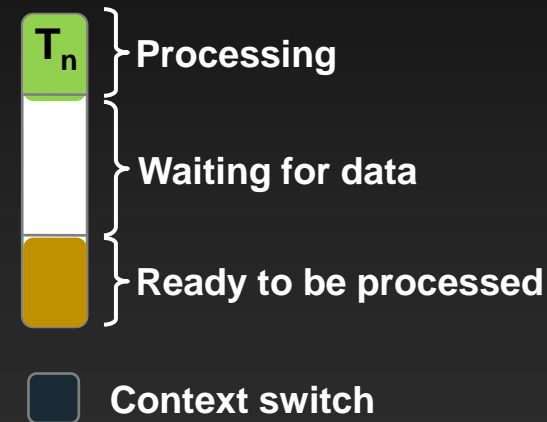 Tn
Processing
Waiting for data
Ready to be processed
Context switch